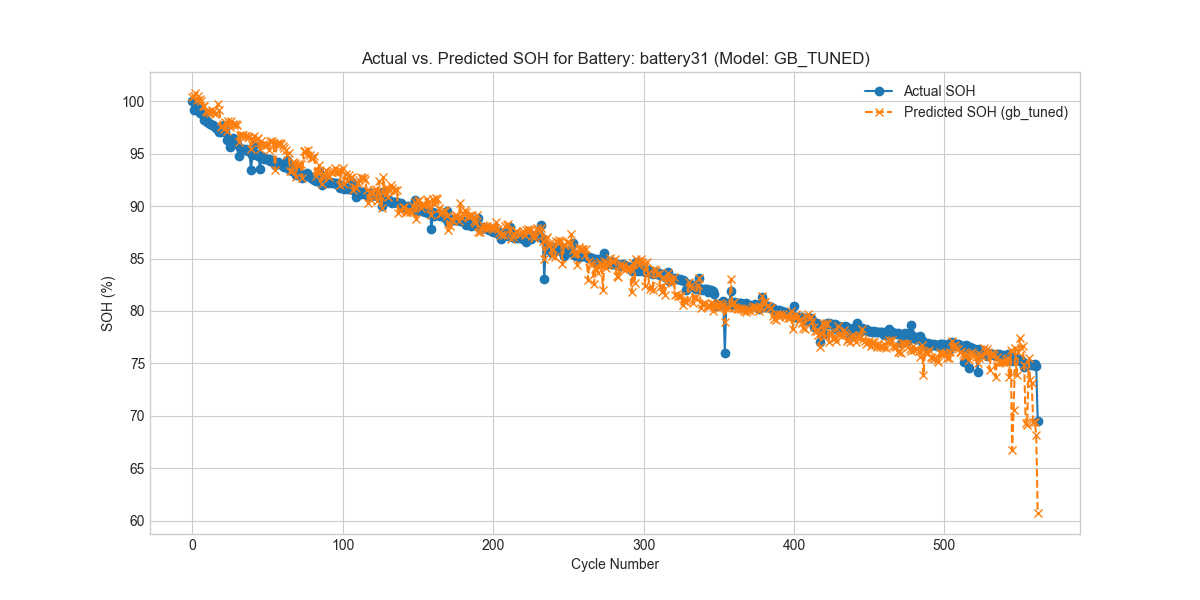 Actual vs. Predicted SOH for Battery: battery31 (Model: GB_TUNED)
Actual SOH
Predicted SOH (gb_tuned)
100
95
90
85
80
75
70
65
60
SOH (%)
0 100 200 300 400 500
Cycle Number